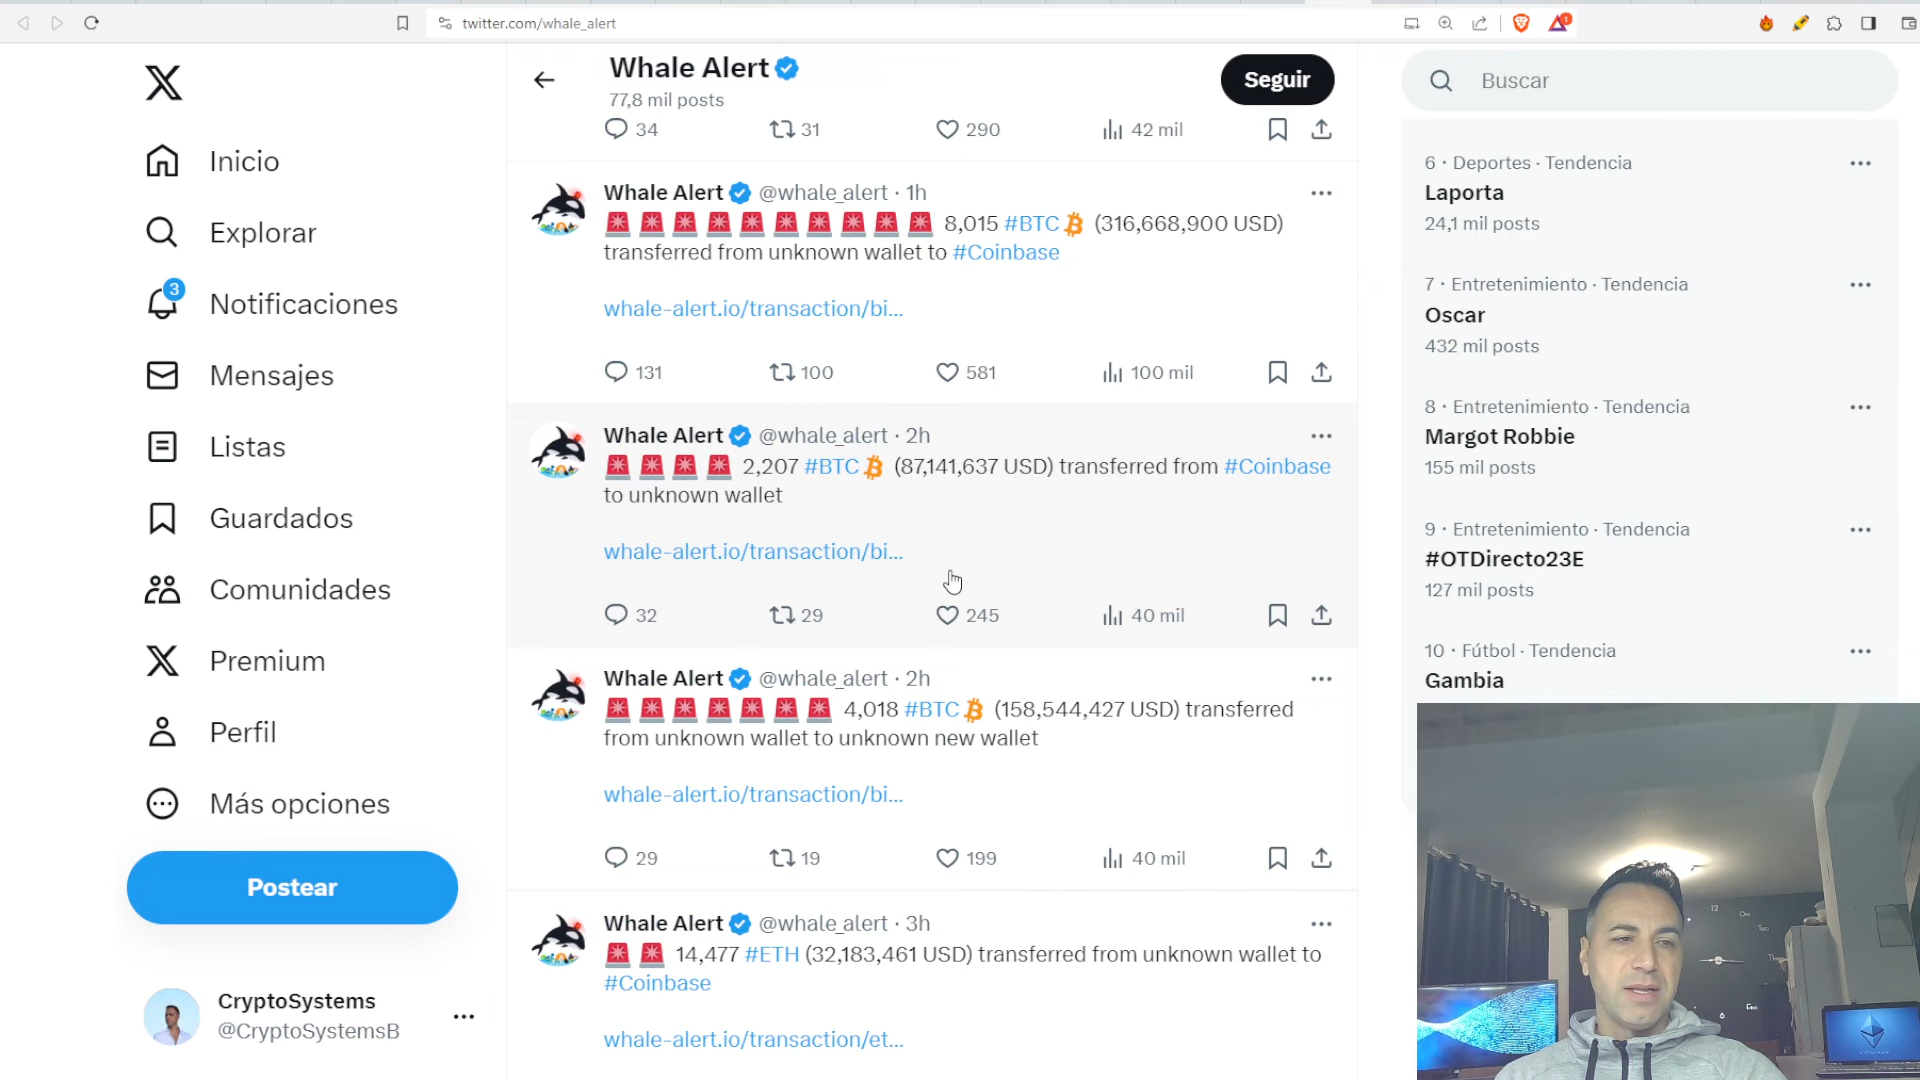 twitter.com/whale_alert
Whale Alert
77,8 mil posts
Seguir
Buscar
34 31 290 42 mil
Inicio
Explorar
3
Notificaciones
Mensajes
Listas
Guardados
Comunidades
Premium
Perfil
Más opciones
Postear
CryptoSystems
@CryptoSystemsB
Whale Alert @whale_alert · 1h
8,015 #BTC (316,668,900 USD)
transferred from unknown wallet to #Coinbase
whale-alert.io/transaction/bi...
131 100 581 100 mil
Whale Alert @whale_alert · 2h
2,207 #BTC (87,141,637 USD) transferred from #Coinbase
to unknown wallet
whale-alert.io/transaction/bi...
32 29 245 40 mil
Whale Alert @whale_alert · 2h
4,018 #BTC (158,544,427 USD) transferred
from unknown wallet to unknown new wallet
whale-alert.io/transaction/bi...
29 19 199 40 mil
Whale Alert @whale_alert · 3h
14,477 #ETH (32,183,461 USD) transferred from unknown wallet to
#Coinbase
whale-alert.io/transaction/et...
6 · Deportes · Tendencia
Laporta
24,1 mil posts
7 · Entretenimiento · Tendencia
Oscar
432 mil posts
8 · Entretenimiento · Tendencia
Margot Robbie
155 mil posts
9 · Entretenimiento · Tendencia
#OTDirecto23E
127 mil posts
10 · Fútbol · Tendencia
Gambia
12